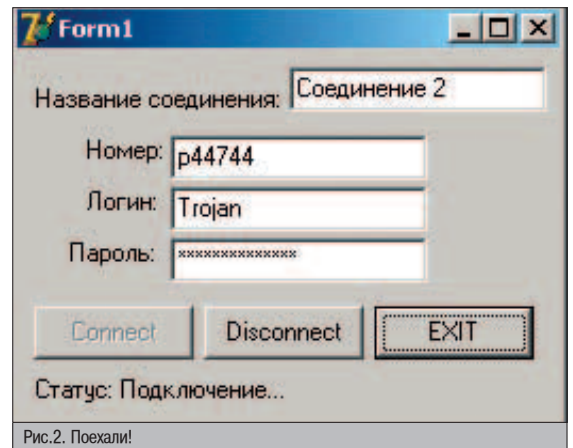 Form1
Название соединения: Соединение 2
Номер: p44744
Логин: Trojan
Пароль: **************
Connect Disconnect EXIT
Статус: Подключение...
Рис.2. Поехали!